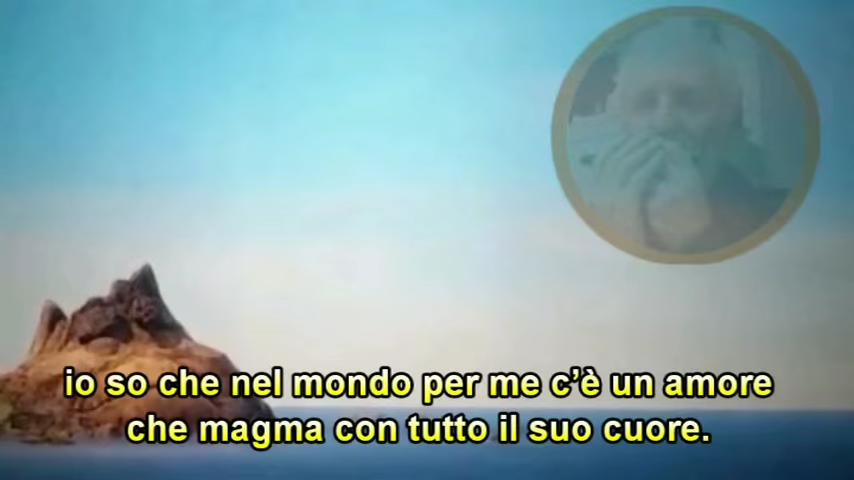 io so che nel mondo per me c'è un amore
che magma con tutto il suo cuore.